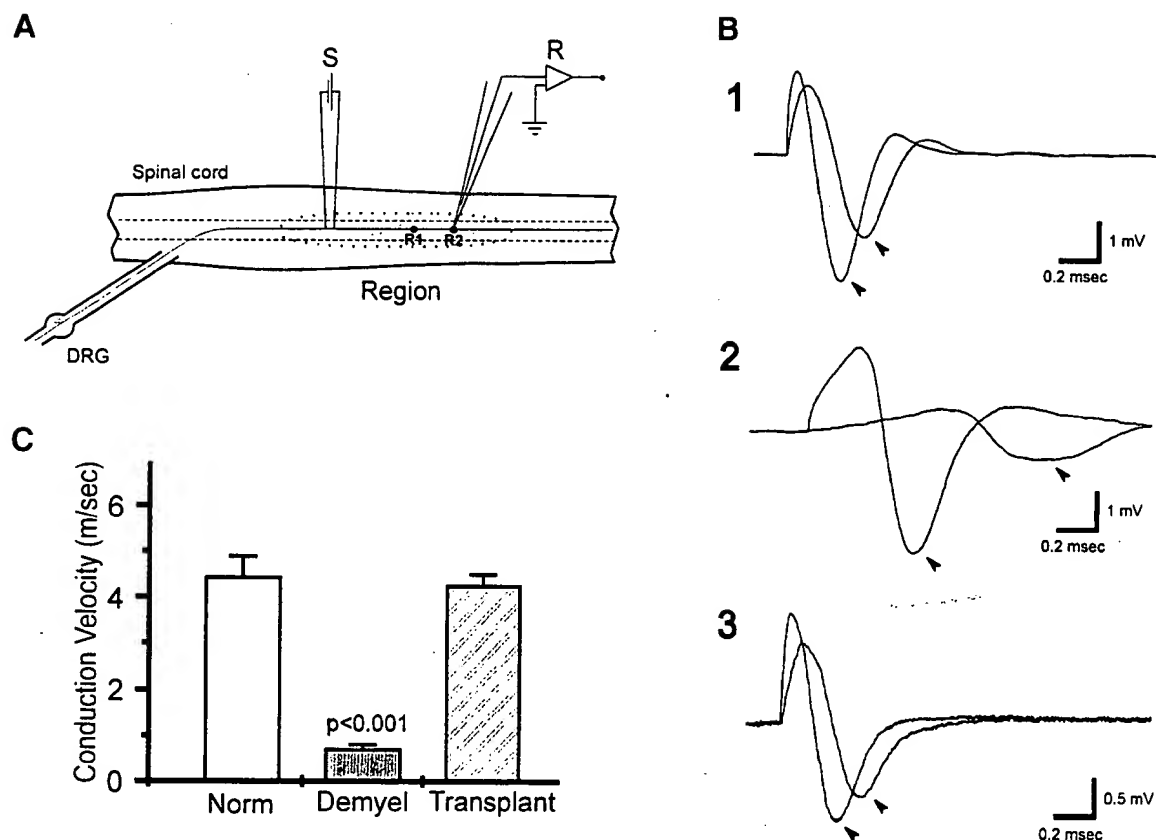 A
S
R
Spinal cord
R1 R2
Region
DRG
B
1
1 mV
0.2 msec
2
1 mV
0.2 msec
3
0.5 mV
0.2 msec
C
Conduction Velocity (m/sec)
6
4
2
0
p<0.001
Norm Demyel Transplant